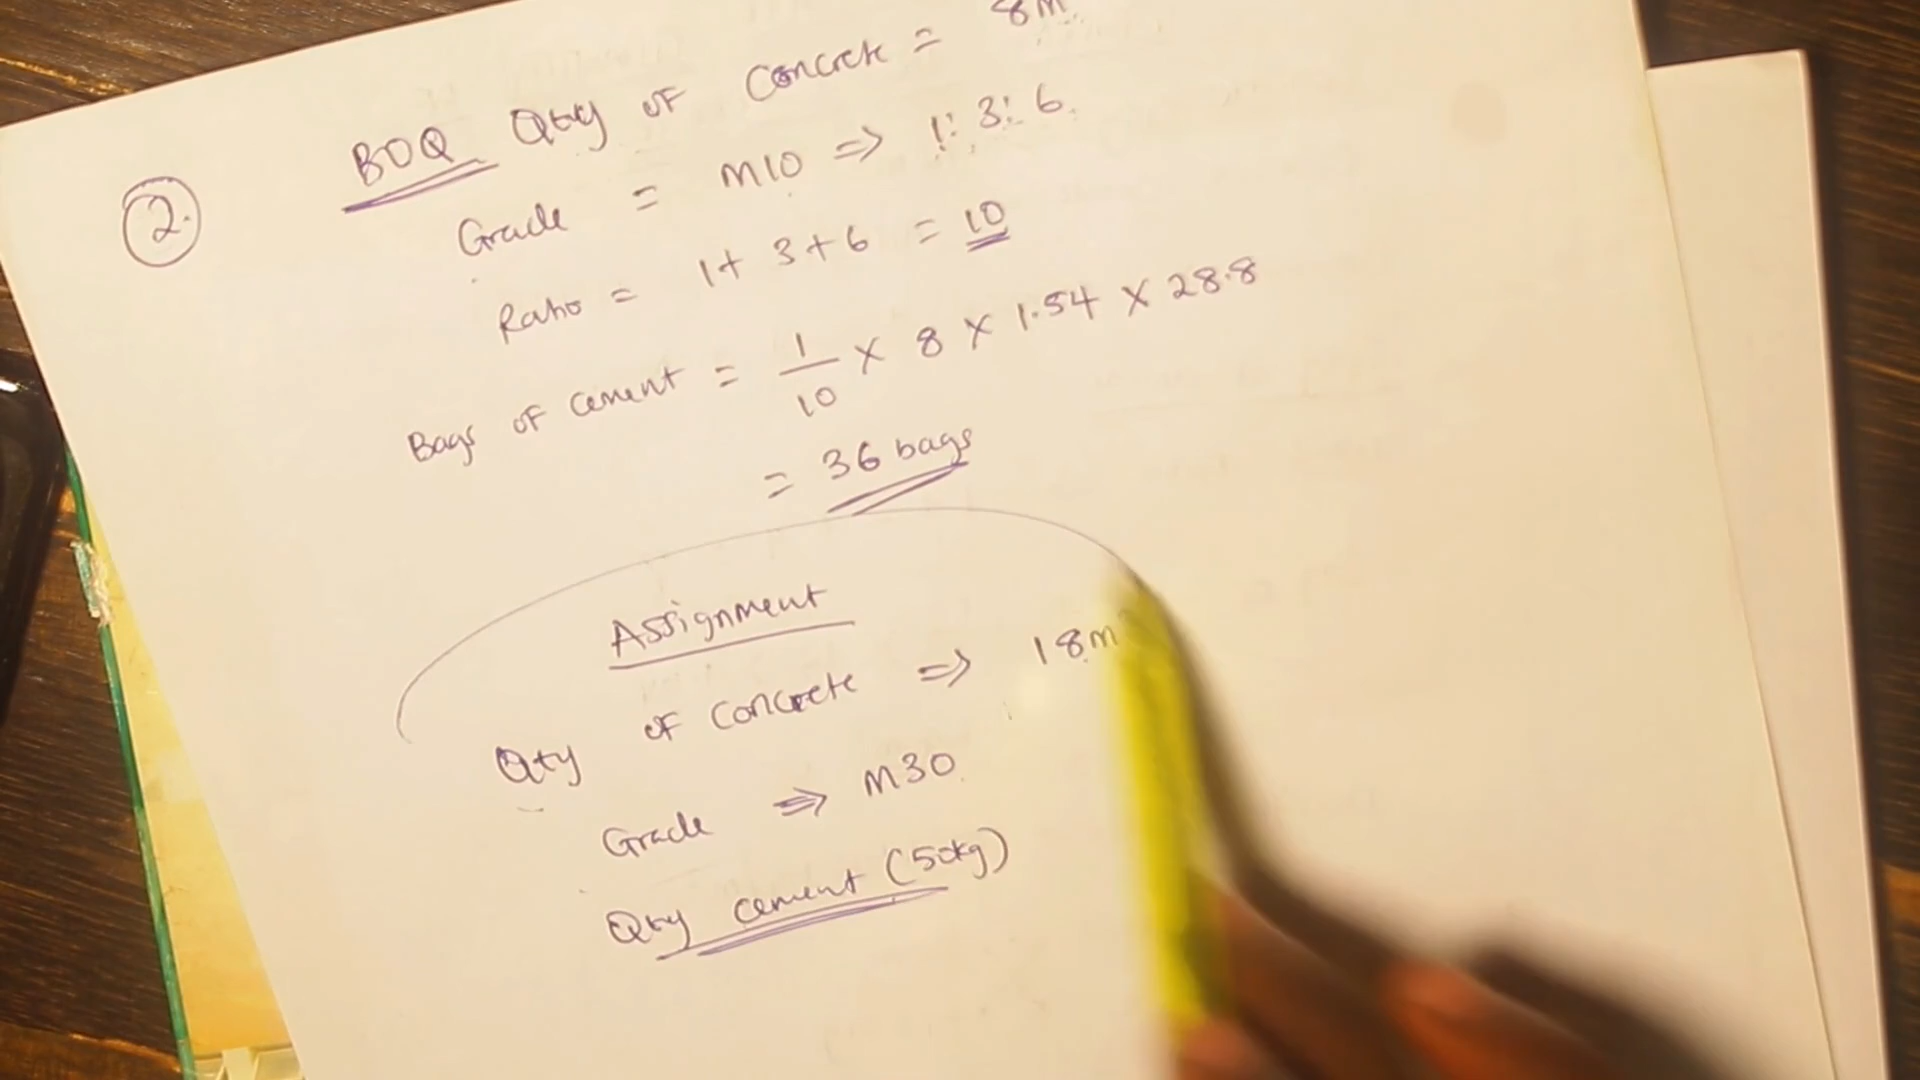 BOQ Qty of Concrete = 8m
2.
Grade = M10 => 1:3:6.
Ratio = 1+ 3+6 = 10
Bags of cement = 1/10 x 8 x 1.54 x 28.8
= 36 bags
Assignment
Qty of Concrete => 18m
Grade => M30
Qty cement (50kg)